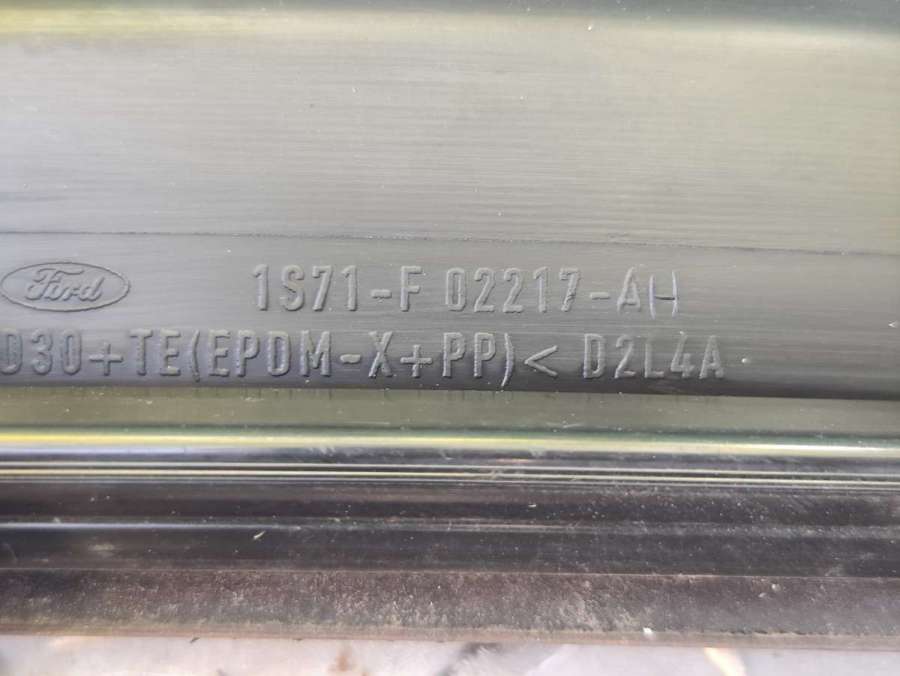 Ford 1S71-F 02217-AH
D30+TE(EPDM-X+PP)< D2L4A